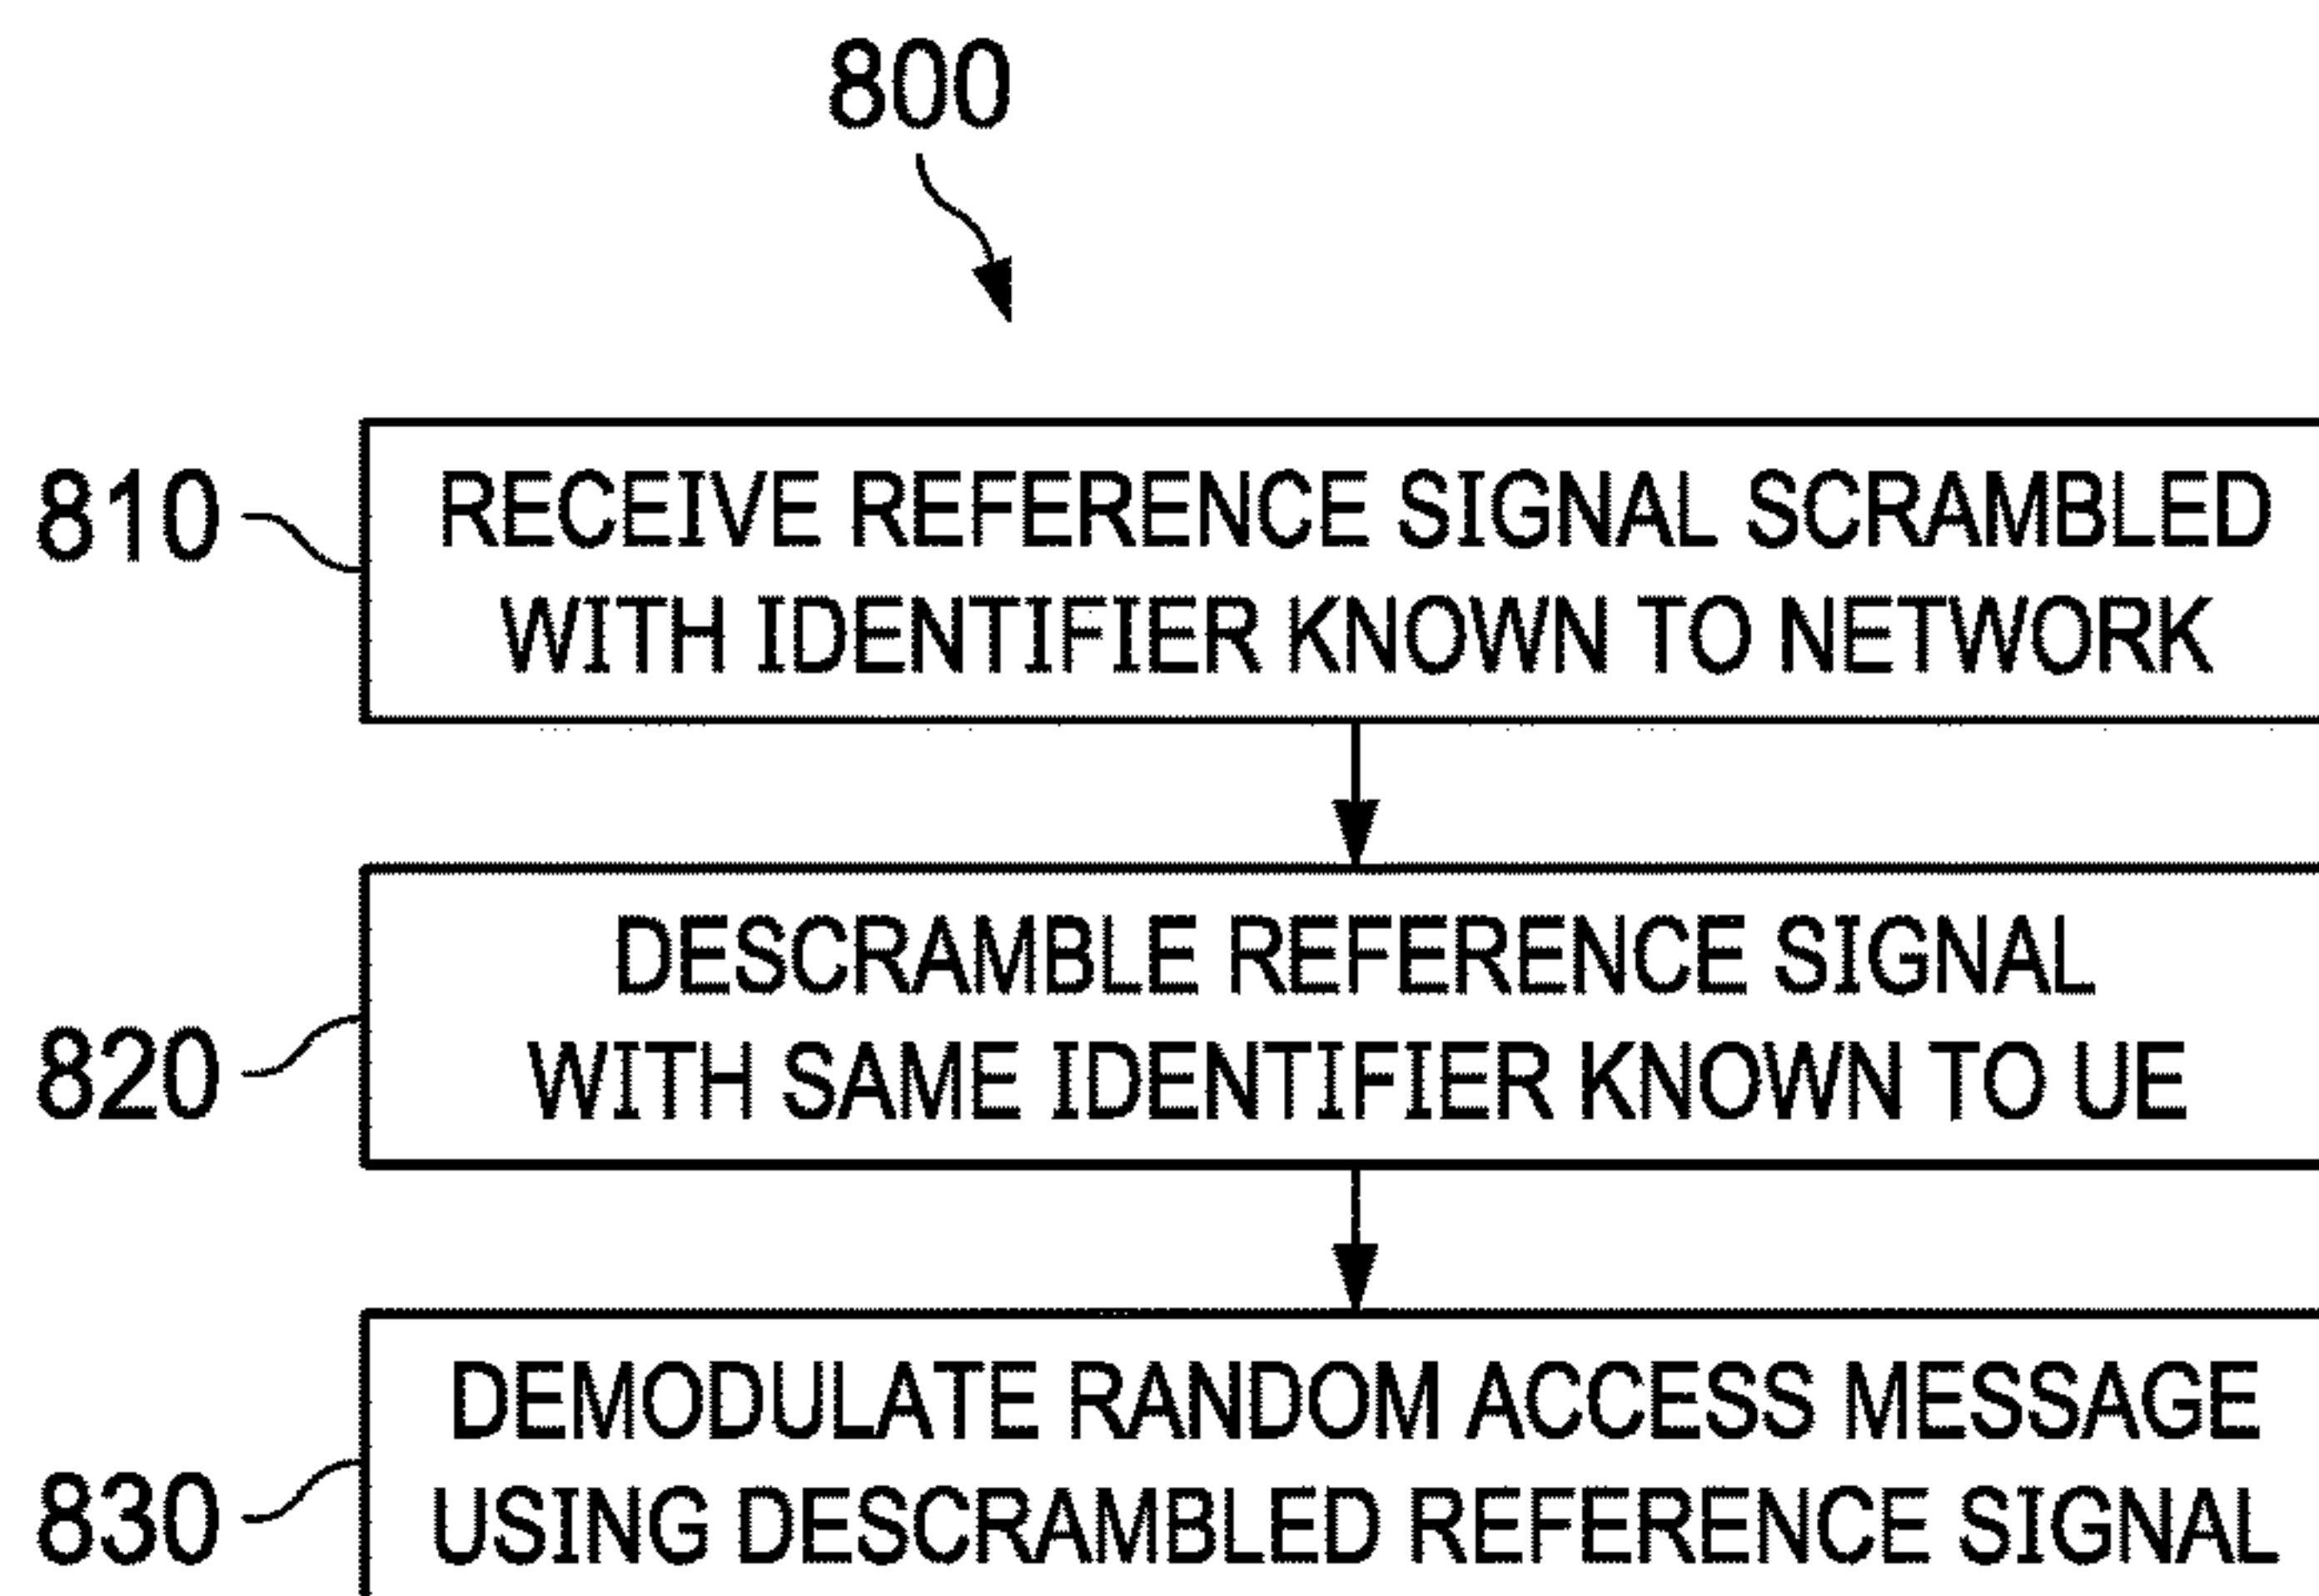 800
810
RECEIVE REFERENCE SIGNAL SCRAMBLED
WITH IDENTIFIER KNOWN TO NETWORK
820
DESCRAMBLE REFERENCE SIGNAL
WITH SAME IDENTIFIER KNOWN TO UE
830
DEMODULATE RANDOM ACCESS MESSAGE
USING DESCRAMBLED REFERENCE SIGNAL